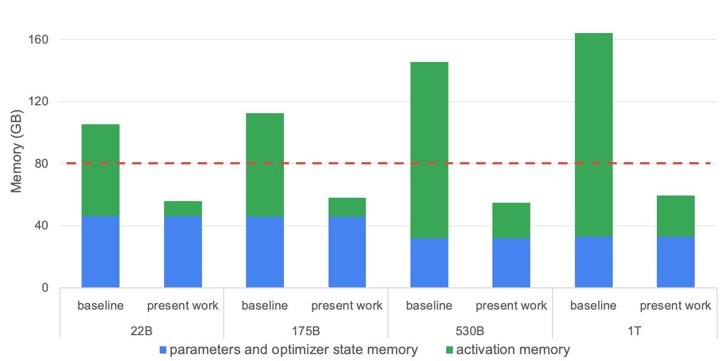 Memory (GB)
160
120
80
40
0
baseline present work baseline present work baseline present work baseline present work
22B 175B 530B 1T
parameters and optimizer state memory activation memory